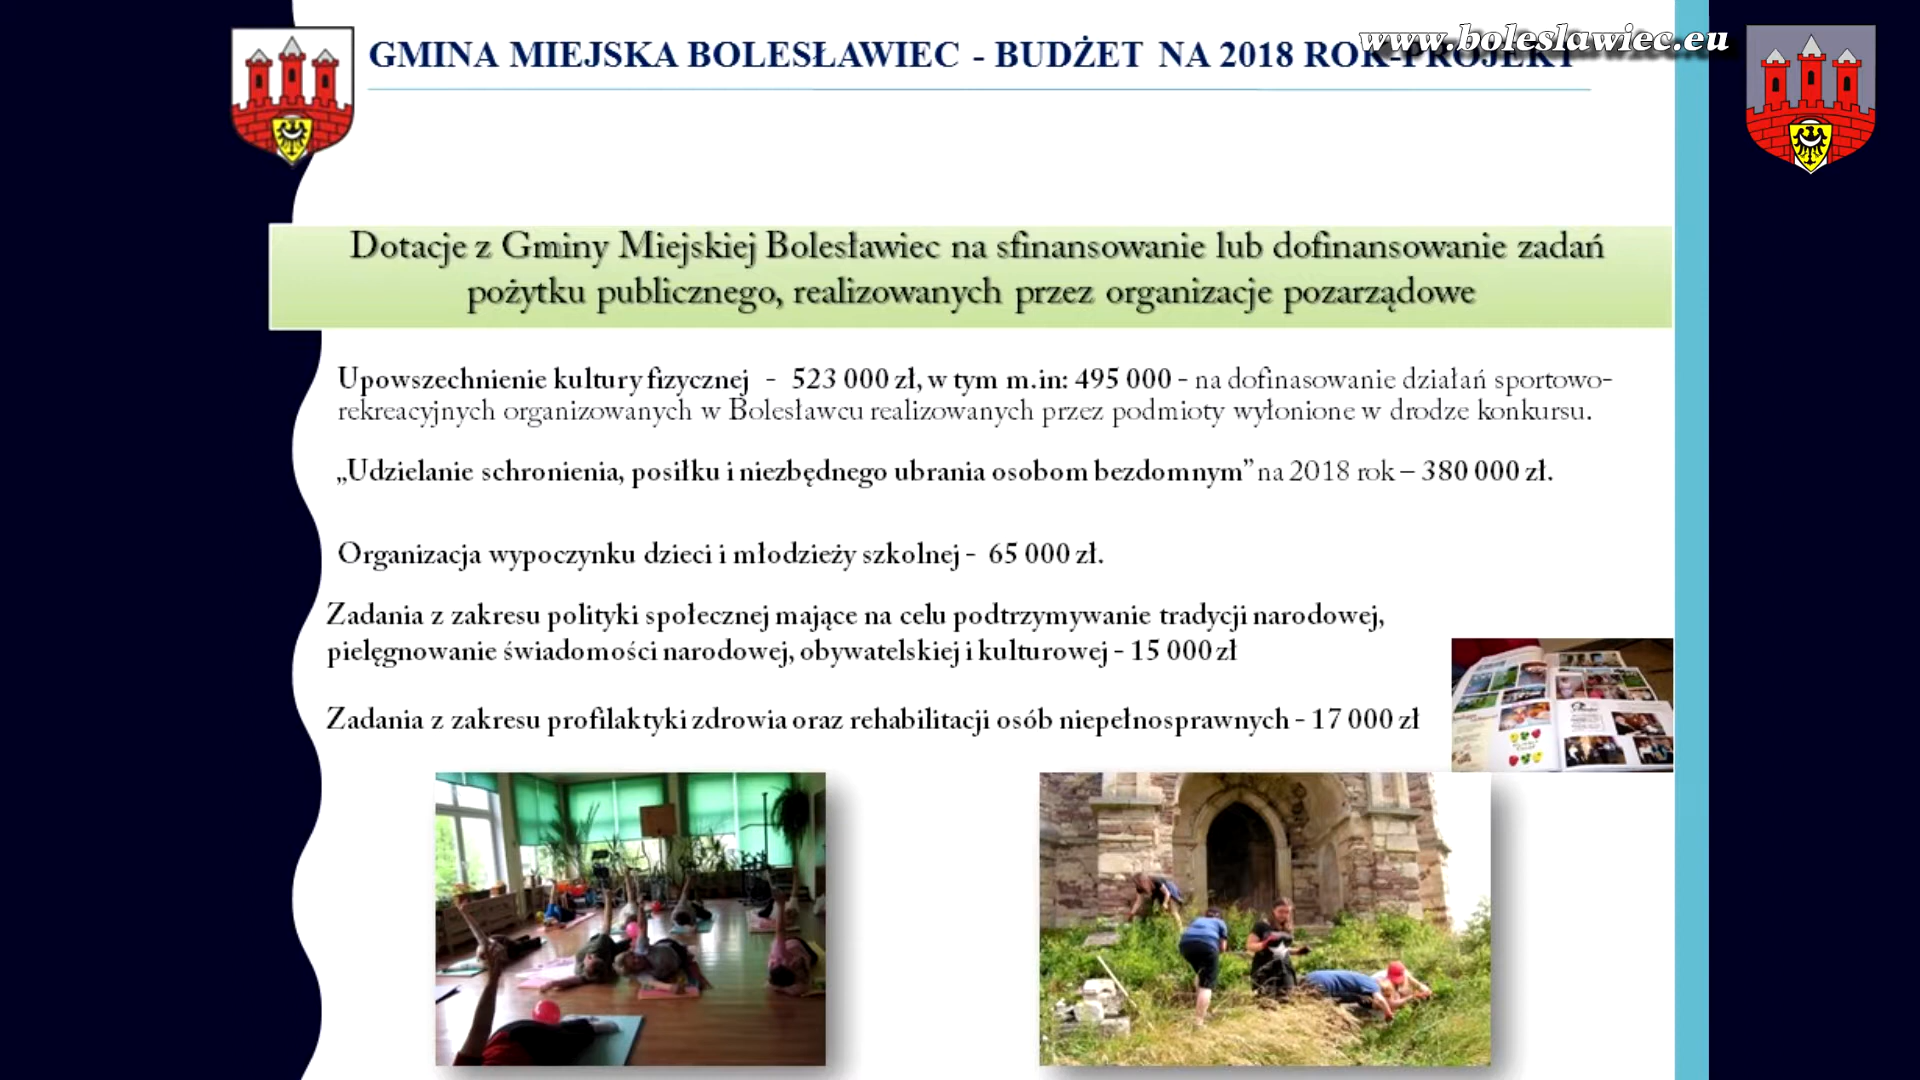 www.boleslawiec.eu
GMINA MIEJSKA BOLESŁAWIEC - BUDŻET NA 2018 ROK-PROJEKT
Dotacje z Gminy Miejskiej Bolesławiec na sfinansowanie lub dofinansowanie zadań
pożytku publicznego, realizowanych przez organizacje pozarządowe
Upowszechnienie kultury fizycznej - 523 000 zł, w tym m.in: 495 000 - na dofinasowanie działań sportowo-
rekreacyjnych organizowanych w Bolesławcu realizowanych przez podmioty wyłonione w drodze konkursu.
„Udzielanie schronienia, posiłku i niezbędnego ubrania osobom bezdomnym” na 2018 rok – 380 000 zł.
Organizacja wypoczynku dzieci i młodzieży szkolnej - 65 000 zł.
Zadania z zakresu polityki społecznej mające na celu podtrzymywanie tradycji narodowej,
pielęgnowanie świadomości narodowej, obywatelskiej i kulturowej - 15 000 zł
Zadania z zakresu profilaktyki zdrowia oraz rehabilitacji osób niepełnosprawnych - 17 000 zł